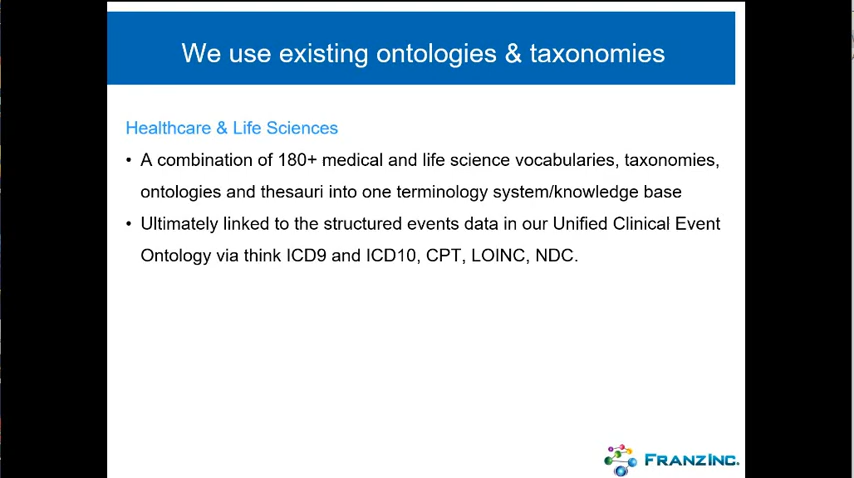 We use existing ontologies & taxonomies
Healthcare & Life Sciences
• A combination of 180+ medical and life science vocabularies, taxonomies,
ontologies and thesauri into one terminology system/knowledge base
• Ultimately linked to the structured events data in our Unified Clinical Event
Ontology via think ICD9 and ICD10, CPT, LOINC, NDC.
FRANZINC.